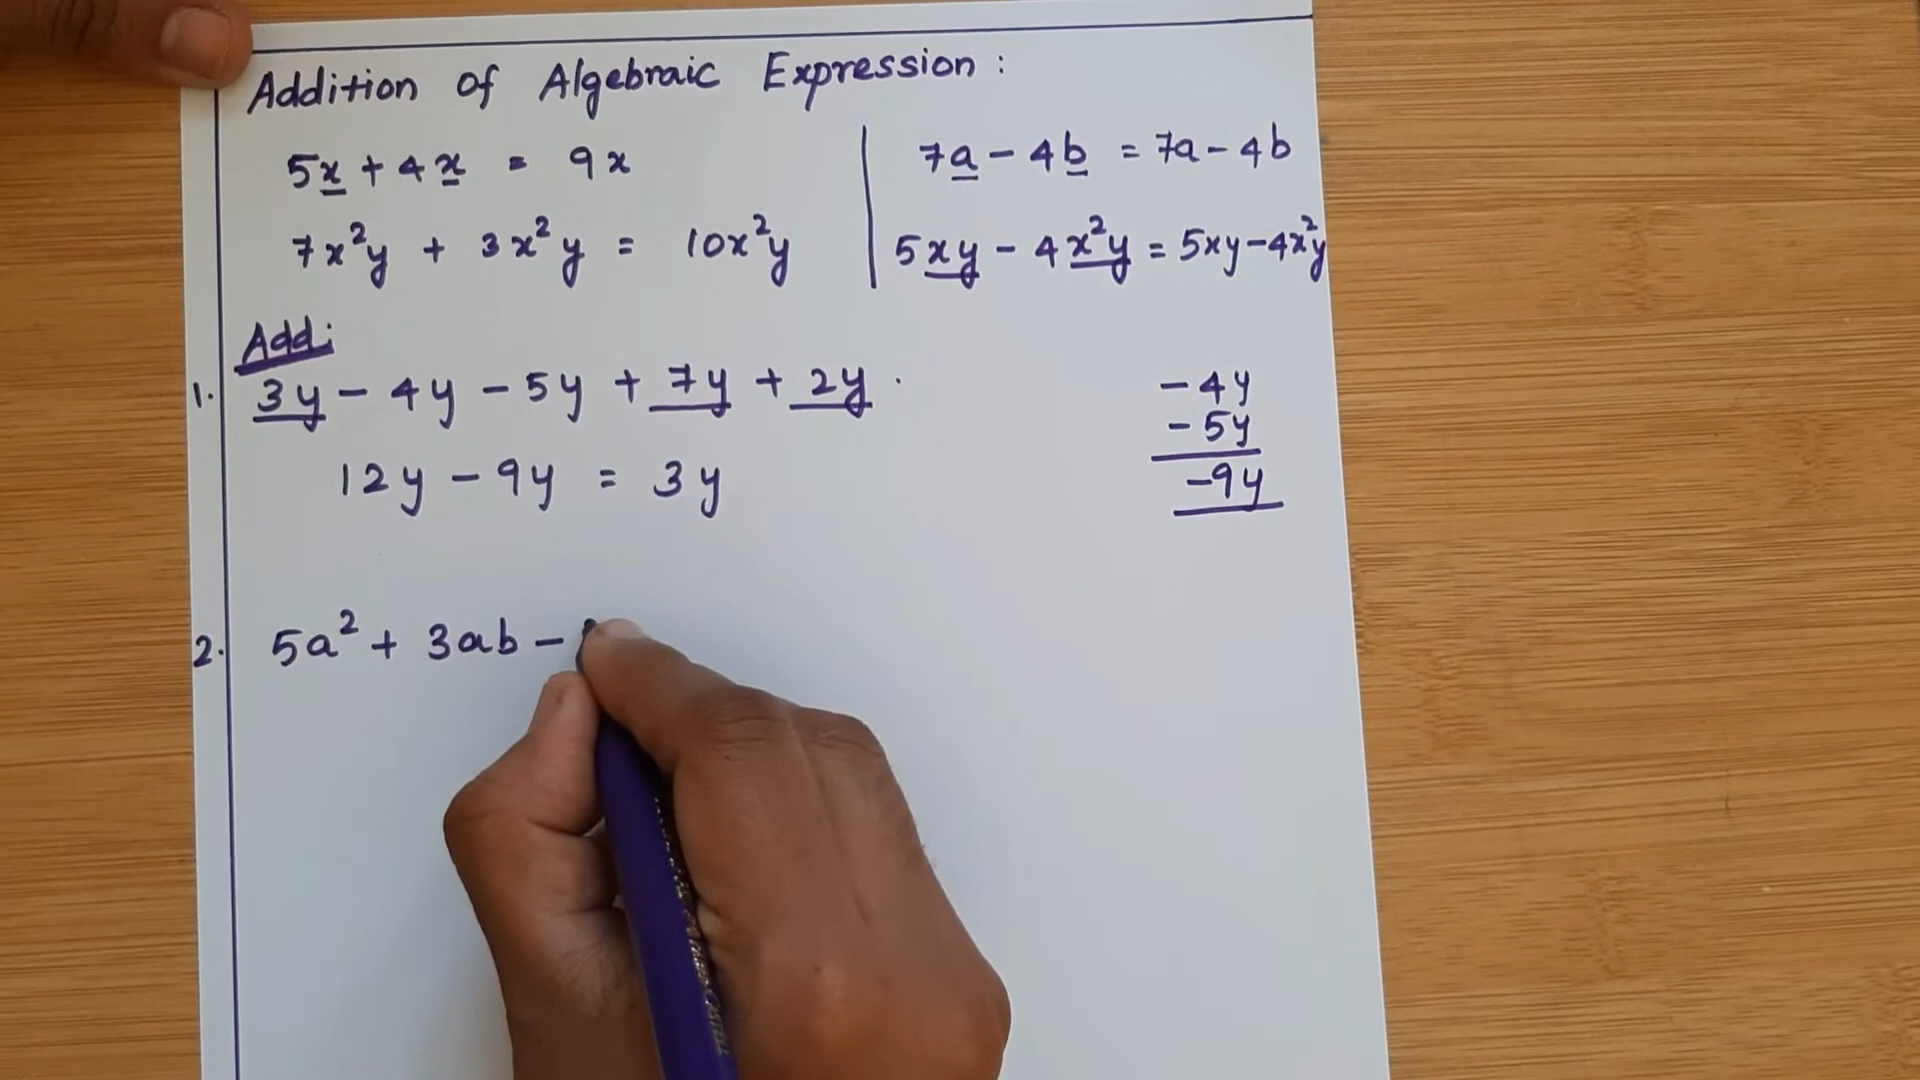 Addition of Algebraic Expression :
5x + 4x = 9x
7x²y + 3x²y = 10x²y
7a - 4b = 7a - 4b
5xy - 4x²y = 5xy - 4x²y
Add:
1. 3y - 4y - 5y + 7y + 2y .
12y - 9y = 3y
- 4y
- 5y
- 9y
2. 5a² + 3ab -